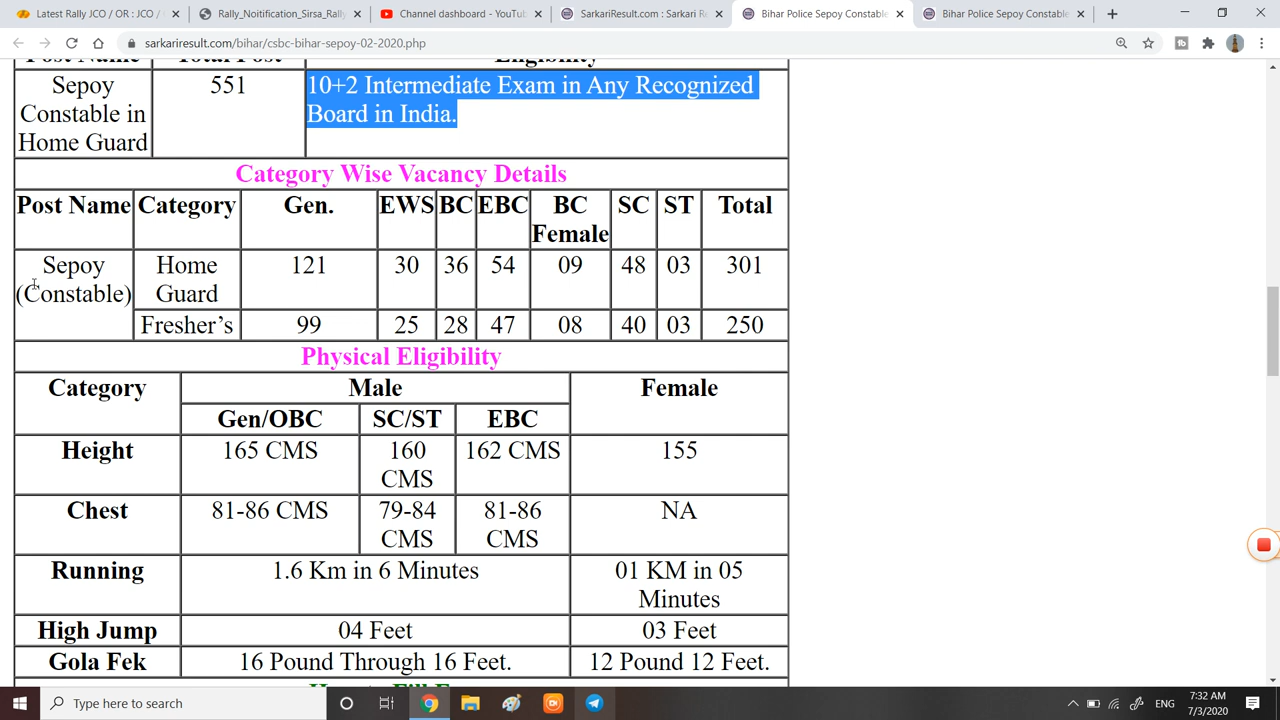 Latest Rally JCO / OR : JCO / O
Rally_Noitification_Sirsa_Rally
Channel dashboard - YouTu
SarkariResult.com : Sarkari R
Bihar Police Sepoy Constable
Bihar Police Sepoy Constable
sarkariresult.com/bihar/csbc-bihar-sepoy-02-2020.php
Post Name Total Post Eligibility
Sepoy Constable in Home Guard 551 10+2 Intermediate Exam in Any Recognized Board in India.
Category Wise Vacancy Details
Post Name Category Gen. EWS BC EBC BC Female SC ST Total
Sepoy (Constable) Home Guard 121 30 36 54 09 48 03 301
Fresher’s 99 25 28 47 08 40 03 250
Physical Eligibility
Category Male Female
Gen/OBC SC/ST EBC
Height 165 CMS 160 CMS 162 CMS 155
Chest 81-86 CMS 79-84 CMS 81-86 CMS NA
Running 1.6 Km in 6 Minutes 01 KM in 05 Minutes
High Jump 04 Feet 03 Feet
Gola Fek 16 Pound Through 16 Feet. 12 Pound 12 Feet.
Type here to search
ENG
7:32 AM
7/3/2020